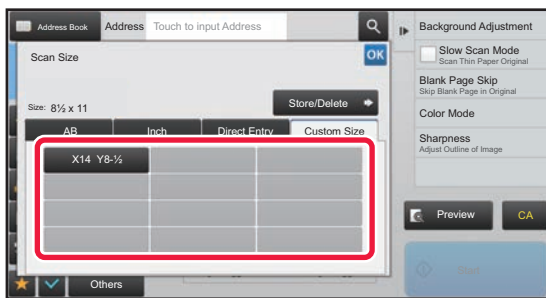 Address Book
Address
Touch to input Address
Scan Size
OK
Size: 8½ x 11
Store/Delete
AB
Inch
Direct Entry
Custom Size
X14 Y8-½
Others
Background Adjustment
Slow Scan Mode
Scan Thin Paper Original
Blank Page Skip
Skip Blank Page in Original
Color Mode
Sharpness
Adjust Outline of Image
Preview
CA
Start